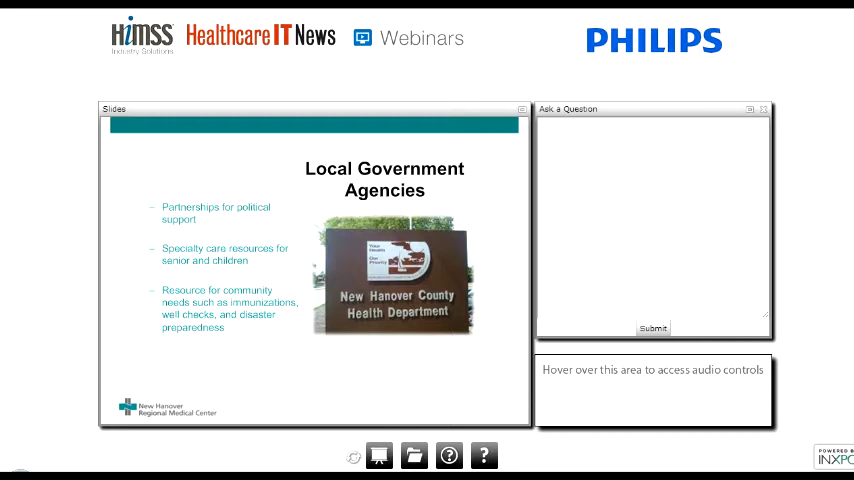 HIMSS
Industry Solutions
Healthcare IT News
Webinars
PHILIPS
Slides
Local Government
Agencies
– Partnerships for political
support
– Specialty care resources for
senior and children
– Resource for community
needs such as immunizations,
well checks, and disaster
preparedness
Your
Health
Our
Priority
New Hanover County
Health Department
New Hanover
Regional Medical Center
Ask a Question
Submit
Hover over this area to access audio controls
?
?
POWERED B
INXPO